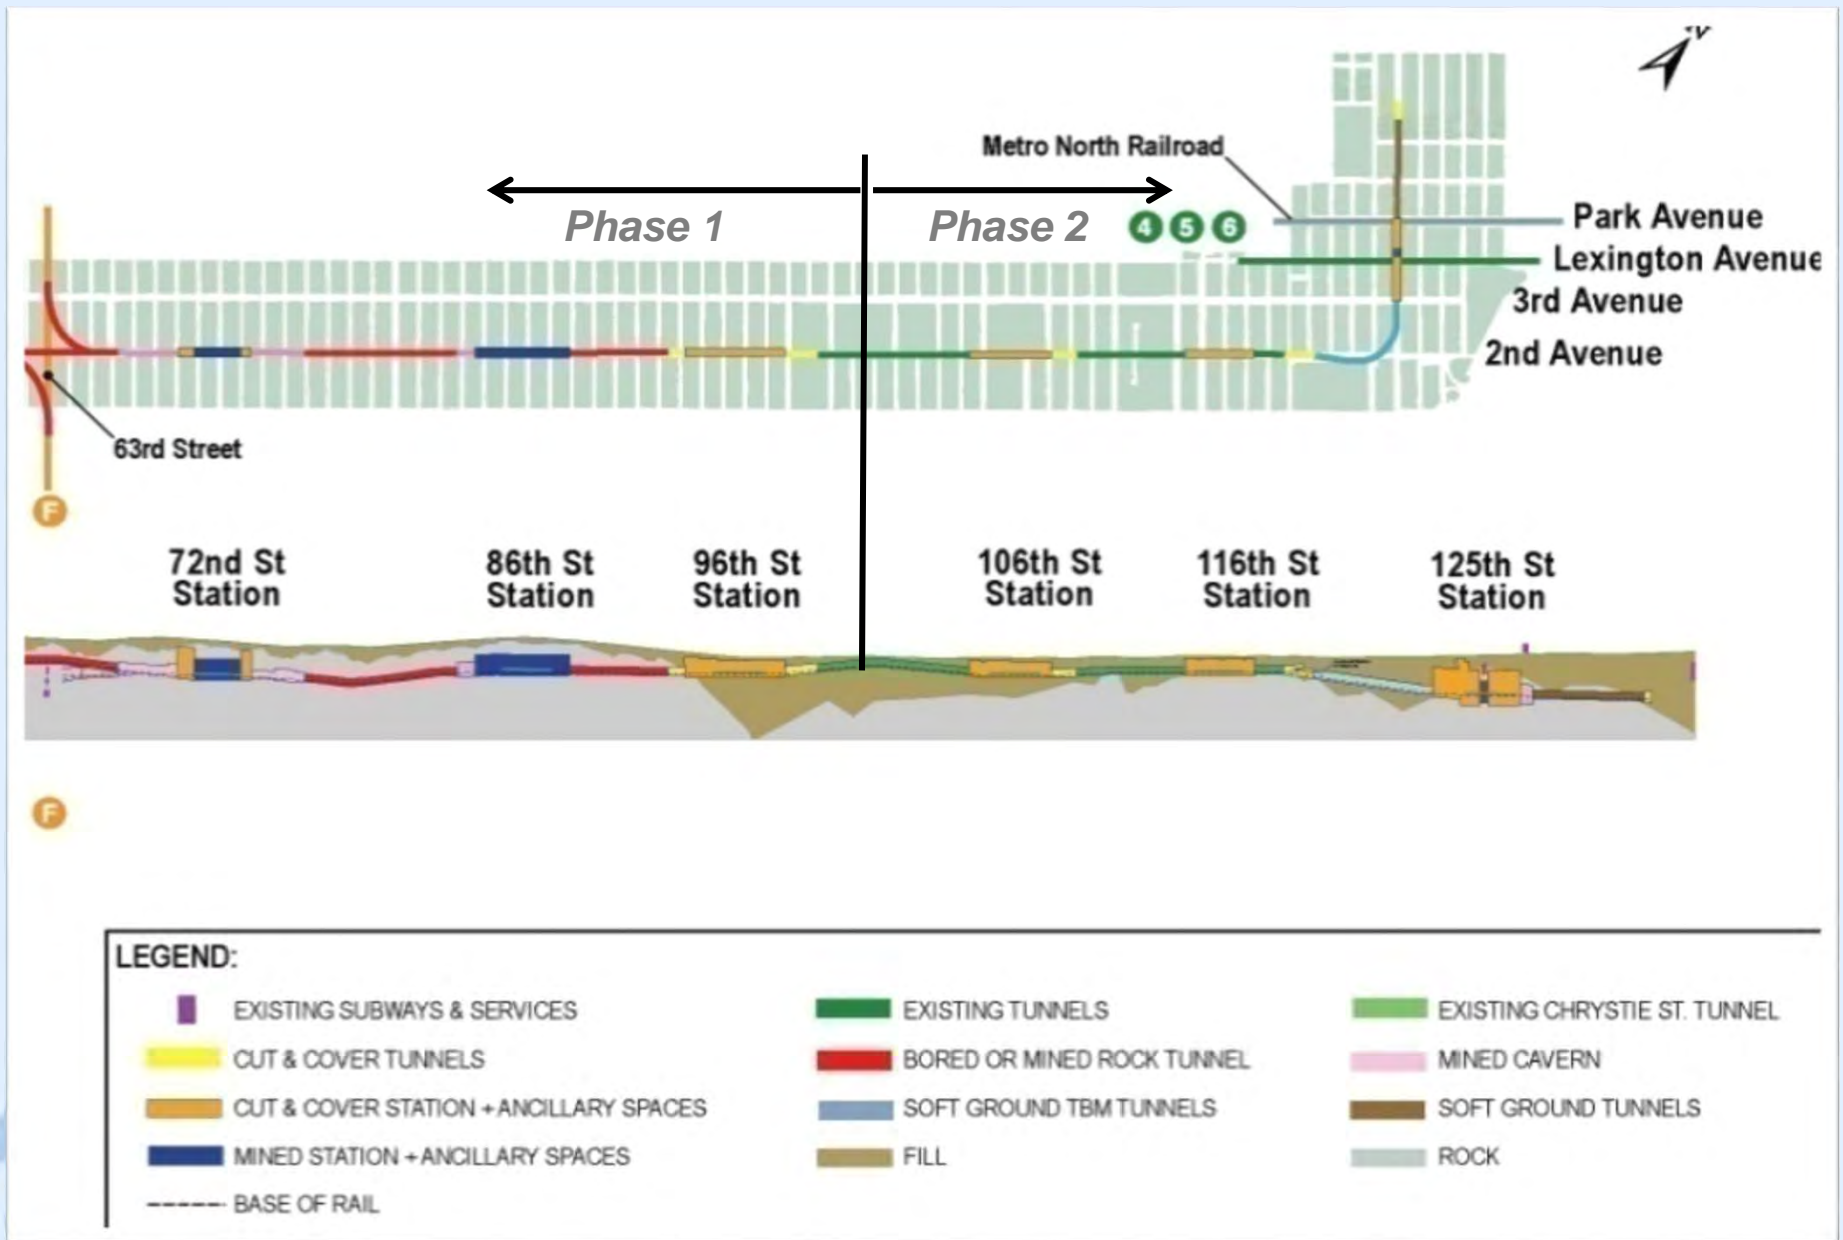 Metro North Railroad
Phase 1
Phase 2
4 5 6
Park Avenue
Lexington Avenue
3rd Avenue
2nd Avenue
63rd Street
F
72nd St
Station
86th St
Station
96th St
Station
106th St
Station
116th St
Station
125th St
Station
F
LEGEND:
EXISTING SUBWAYS & SERVICES
EXISTING TUNNELS
EXISTING CHRYSTIE ST. TUNNEL
CUT & COVER TUNNELS
BORED OR MINED ROCK TUNNEL
MINED CAVERN
CUT & COVER STATION + ANCILLARY SPACES
SOFT GROUND TBM TUNNELS
SOFT GROUND TUNNELS
MINED STATION + ANCILLARY SPACES
FILL
ROCK
BASE OF RAIL